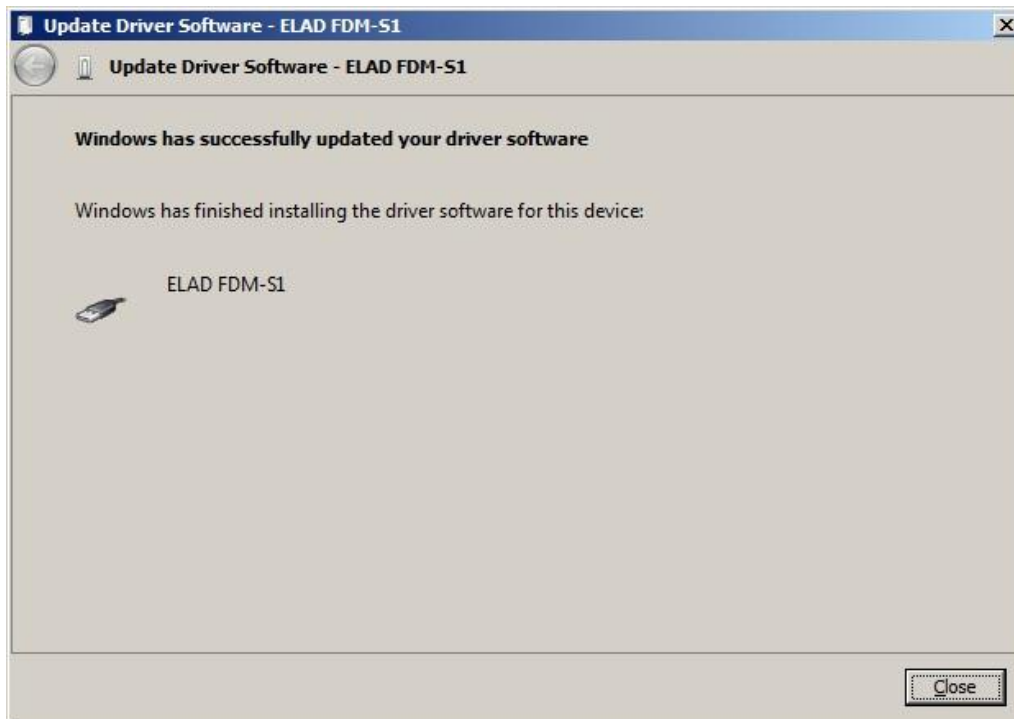 Update Driver Software - ELAD FDM-S1
Update Driver Software - ELAD FDM-S1
Windows has successfully updated your driver software
Windows has finished installing the driver software for this device:
ELAD FDM-S1
Close